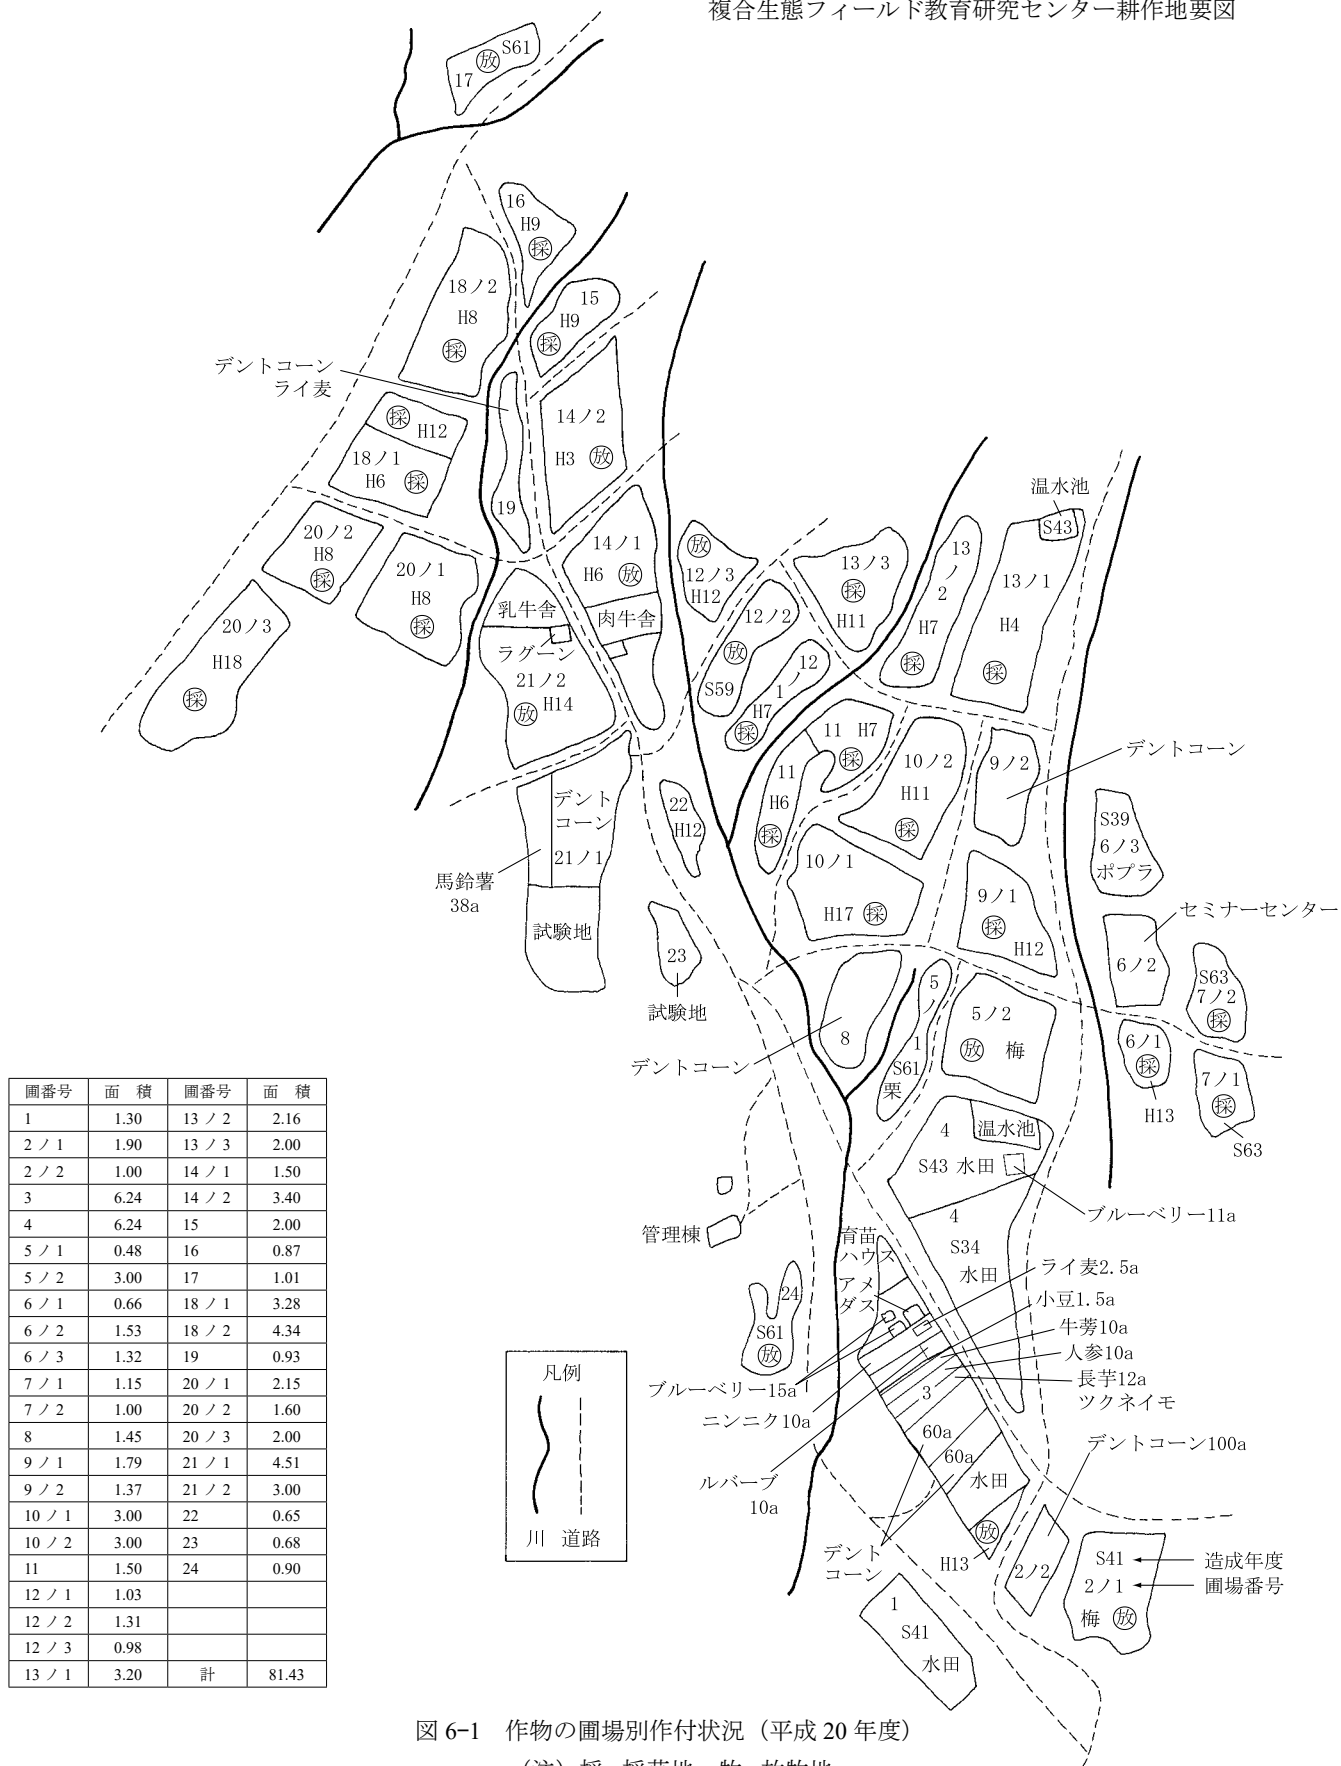 複合生態フィールド教育研究センター耕作地要図
17
放
S61
16
H9
採
18ノ2
H8
採
15
H9
採
デントコーン
ライ麦
採
H12
18ノ1
H6
採
14ノ2
H3
放
19
20ノ2
H8
採
20ノ1
H8
採
20ノ3
H18
採
14ノ1
H6
放
乳牛舎
肉牛舎
ラグーン
21ノ2
放
H14
放
12ノ3
H12
12ノ2
放
S59
12
ノ
1
H7
採
13ノ3
採
H11
13
ノ
2
H7
採
温水池
S43
13ノ1
H4
採
11
H7
採
11
H6
採
10ノ2
H11
採
9ノ2
デントコーン
デント
コーン
21ノ1
馬鈴薯
38a
試験地
22
H12
23
試験地
10ノ1
H17
採
9ノ1
採
H12
S39
6ノ3
ポプラ
セミナーセンター
6ノ2
S63
7ノ2
採
6ノ1
採
H13
7ノ1
採
S63
8
デントコーン
5
ノ
1
S61
栗
5ノ2
放
梅
4
温水池
S43 水田
ブルーベリー11a
4
S34
水田
管理棟
24
S61
放
育苗
ハウス
アメ
ダス
ライ麦2.5a
小豆1.5a
牛蒡10a
人参10a
長芋12a
ツクネイモ
ブルーベリー15a
ニンニク10a
ルバーブ
10a
3
60a
60a
水田
放
H13
デント
コーン
デントコーン100a
2ノ2
S41
造成年度
2ノ1
圃場番号
梅
放
1
S41
水田
凡例
川 道路
圃番号 面 積 圃番号 面 積
1 1.30 13ノ2 2.16
2ノ1 1.90 13ノ3 2.00
2ノ2 1.00 14ノ1 1.50
3 6.24 14ノ2 3.40
4 6.24 15 2.00
5ノ1 0.48 16 0.87
5ノ2 3.00 17 1.01
6ノ1 0.66 18ノ1 3.28
6ノ2 1.53 18ノ2 4.34
6ノ3 1.32 19 0.93
7ノ1 1.15 20ノ1 2.15
7ノ2 1.00 20ノ2 1.60
8 1.45 20ノ3 2.00
9ノ1 1.79 21ノ1 4.51
9ノ2 1.37 21ノ2 3.00
10ノ1 3.00 22 0.65
10ノ2 3.00 23 0.68
11 1.50 24 0.90
12ノ1 1.03
12ノ2 1.31
12ノ3 0.98
13ノ1 3.20 計 81.43
図 6-1 作物の圃場別作付状況（平成 20 年度）